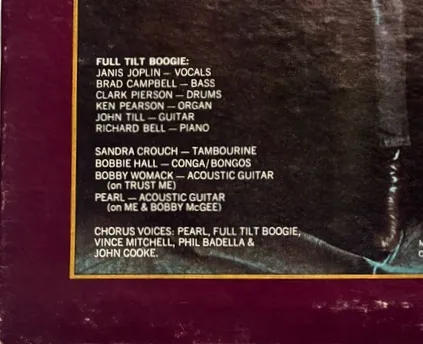 FULL TILT BOOGIE:
JANIS JOPLIN – VOCALS
BRAD CAMPBELL – BASS
CLARK PIERSON – DRUMS
KEN PEARSON – ORGAN
JOHN TILL – GUITAR
RICHARD BELL – PIANO
SANDRA CROUCH – TAMBOURINE
BOBBIE HALL – CONGA/BONGOS
BOBBY WOMACK – ACOUSTIC GUITAR
(on TRUST ME)
PEARL – ACOUSTIC GUITAR
(on ME & BOBBY McGEE)
CHORUS VOICES: PEARL, FULL TILT BOOGIE,
VINCE MITCHELL, PHIL BADELLA &
JOHN COOKE.